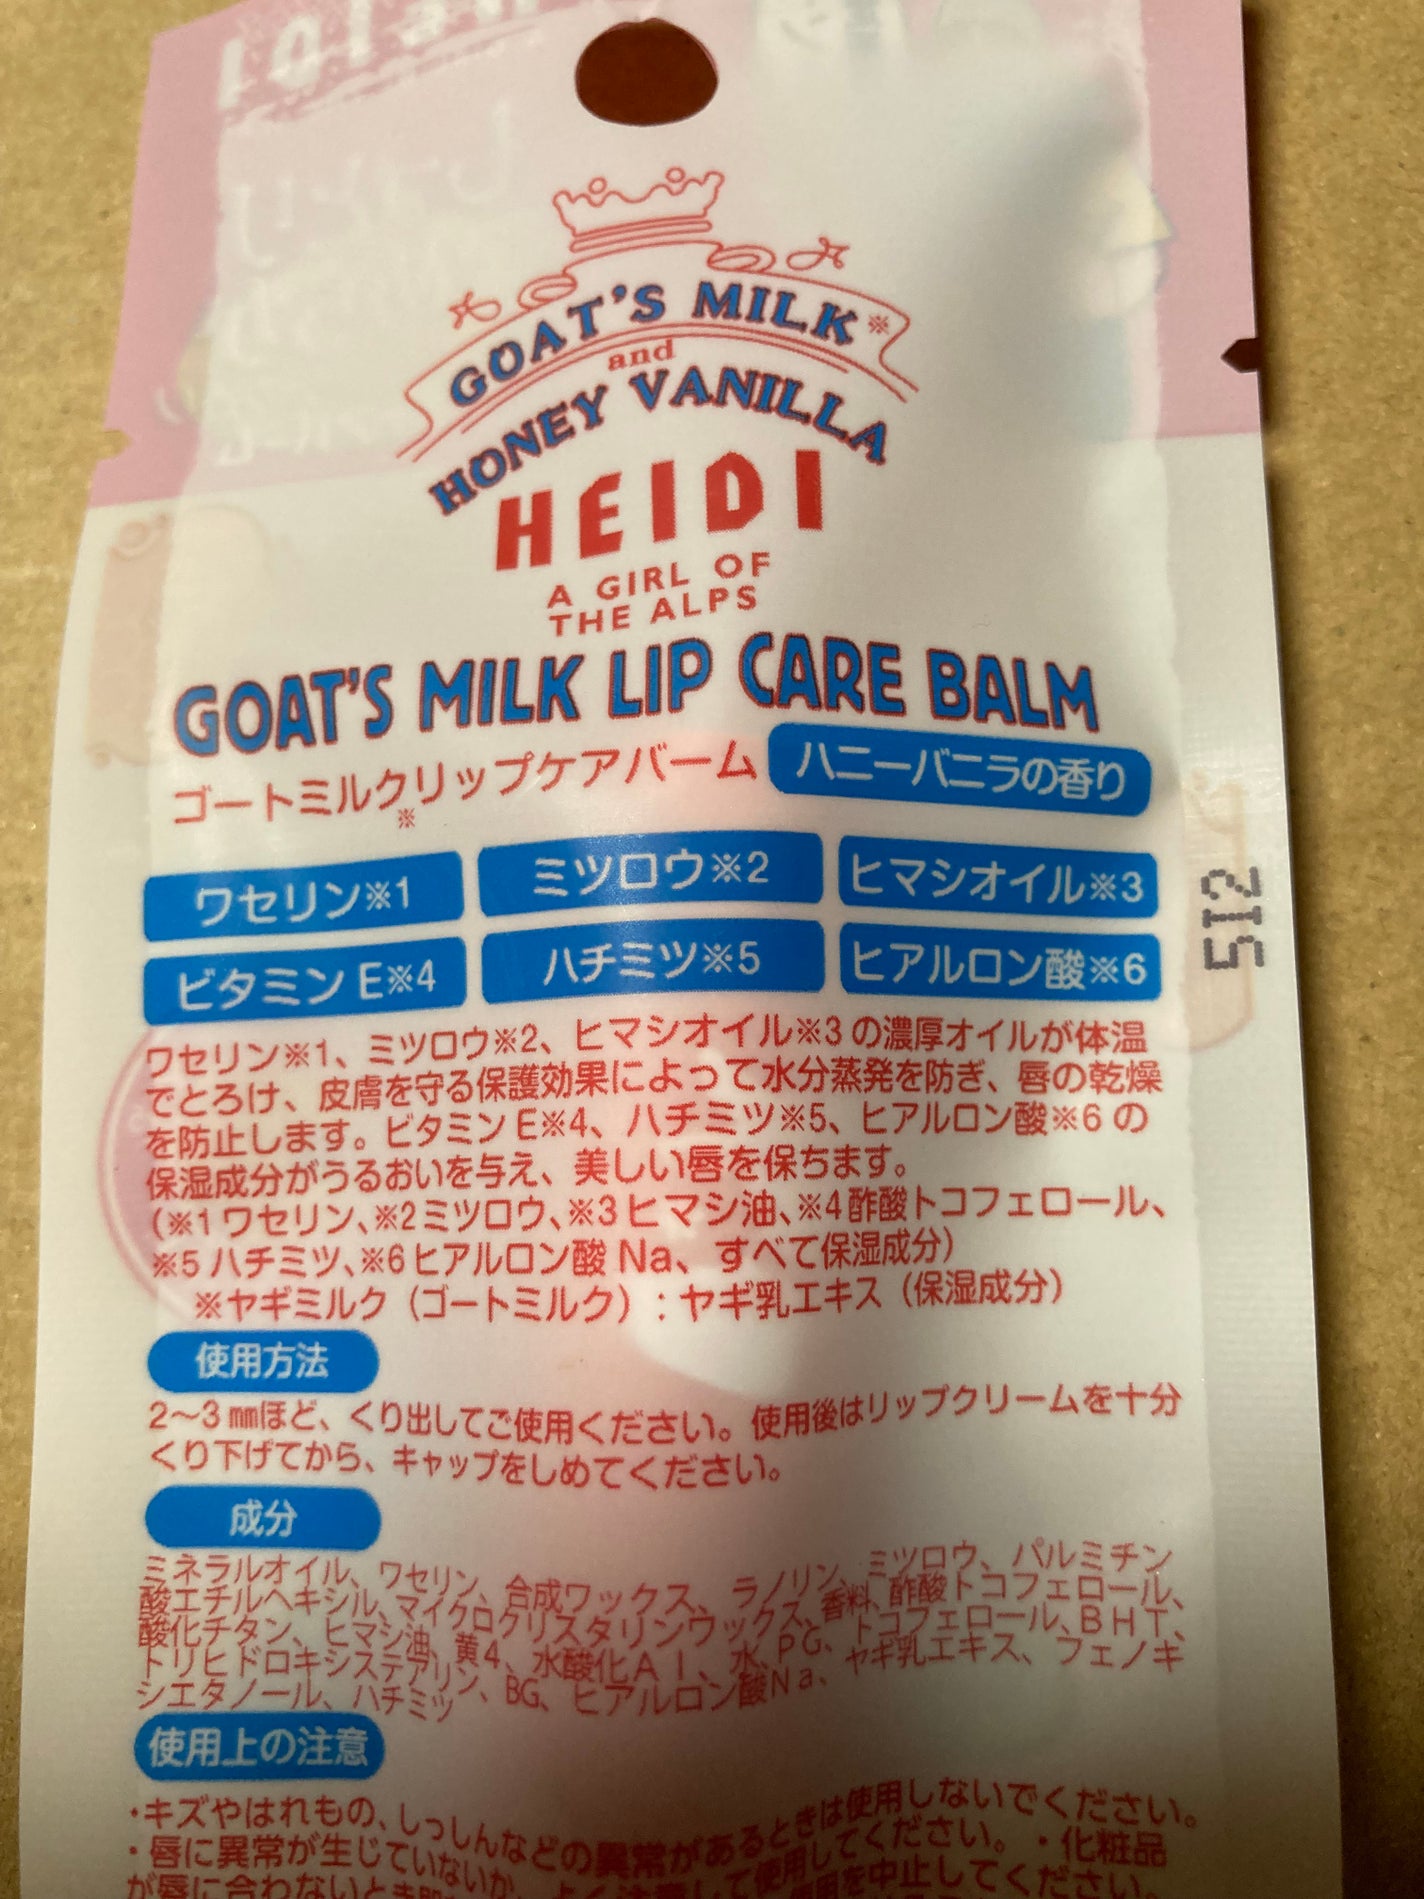 GOAT'S MILK※
and
HONEY VANILLA
HEIDI
A GIRL OF
THE ALPS
GOAT'S MILK LIP CARE BALM
ゴートミルクリップケアバーム ハニーバニラの香り
※
ワセリン※1 ミツロウ※2 ヒマシオイル※3
ビタミンE※4 ハチミツ※5 ヒアルロン酸※6
512
ワセリン※1、ミツロウ※2、ヒマシオイル※3の濃厚オイルが体温
でとろけ、皮膚を守る保護効果によって水分蒸発を防ぎ、唇の乾燥
を防止します。ビタミンE※4、ハチミツ※5、ヒアルロン酸※6の
保湿成分がうるおいを与え、美しい唇を保ちます。
(※1ワセリン、※2ミツロウ、※3ヒマシ油、※4酢酸トコフェロール、
※5ハチミツ、※6ヒアルロン酸Na、すべて保湿成分)
※ヤギミルク(ゴートミルク):ヤギ乳エキス(保湿成分)
使用方法
2〜3㎜ほど、くり出してご使用ください。使用後はリップクリームを十分
くり下げてから、キャップをしめてください。
成分
ミネラルオイル、ワセリン、合成ワックス、ラノリン、ミツロウ、パルミチン
酸エチルヘキシル、マイクロクリスタリンワックス、香料、酢酸トコフェロール、
酸化チタン、ヒマシ油、黄4、水酸化Al、水、PG、トコフェロール、BHT、
トリヒドロキシステアリン、BG、ヒアルロン酸Na、ヤギ乳エキス、フェノキ
シエタノール、ハチミツ
使用上の注意
・キズやはれもの、しっしんなどの異常があるときは使用しないでください。
・唇に異常が生じていないか、よく注意して使用してください。・化粧品
が唇に合わないとき 使用を中止してください。